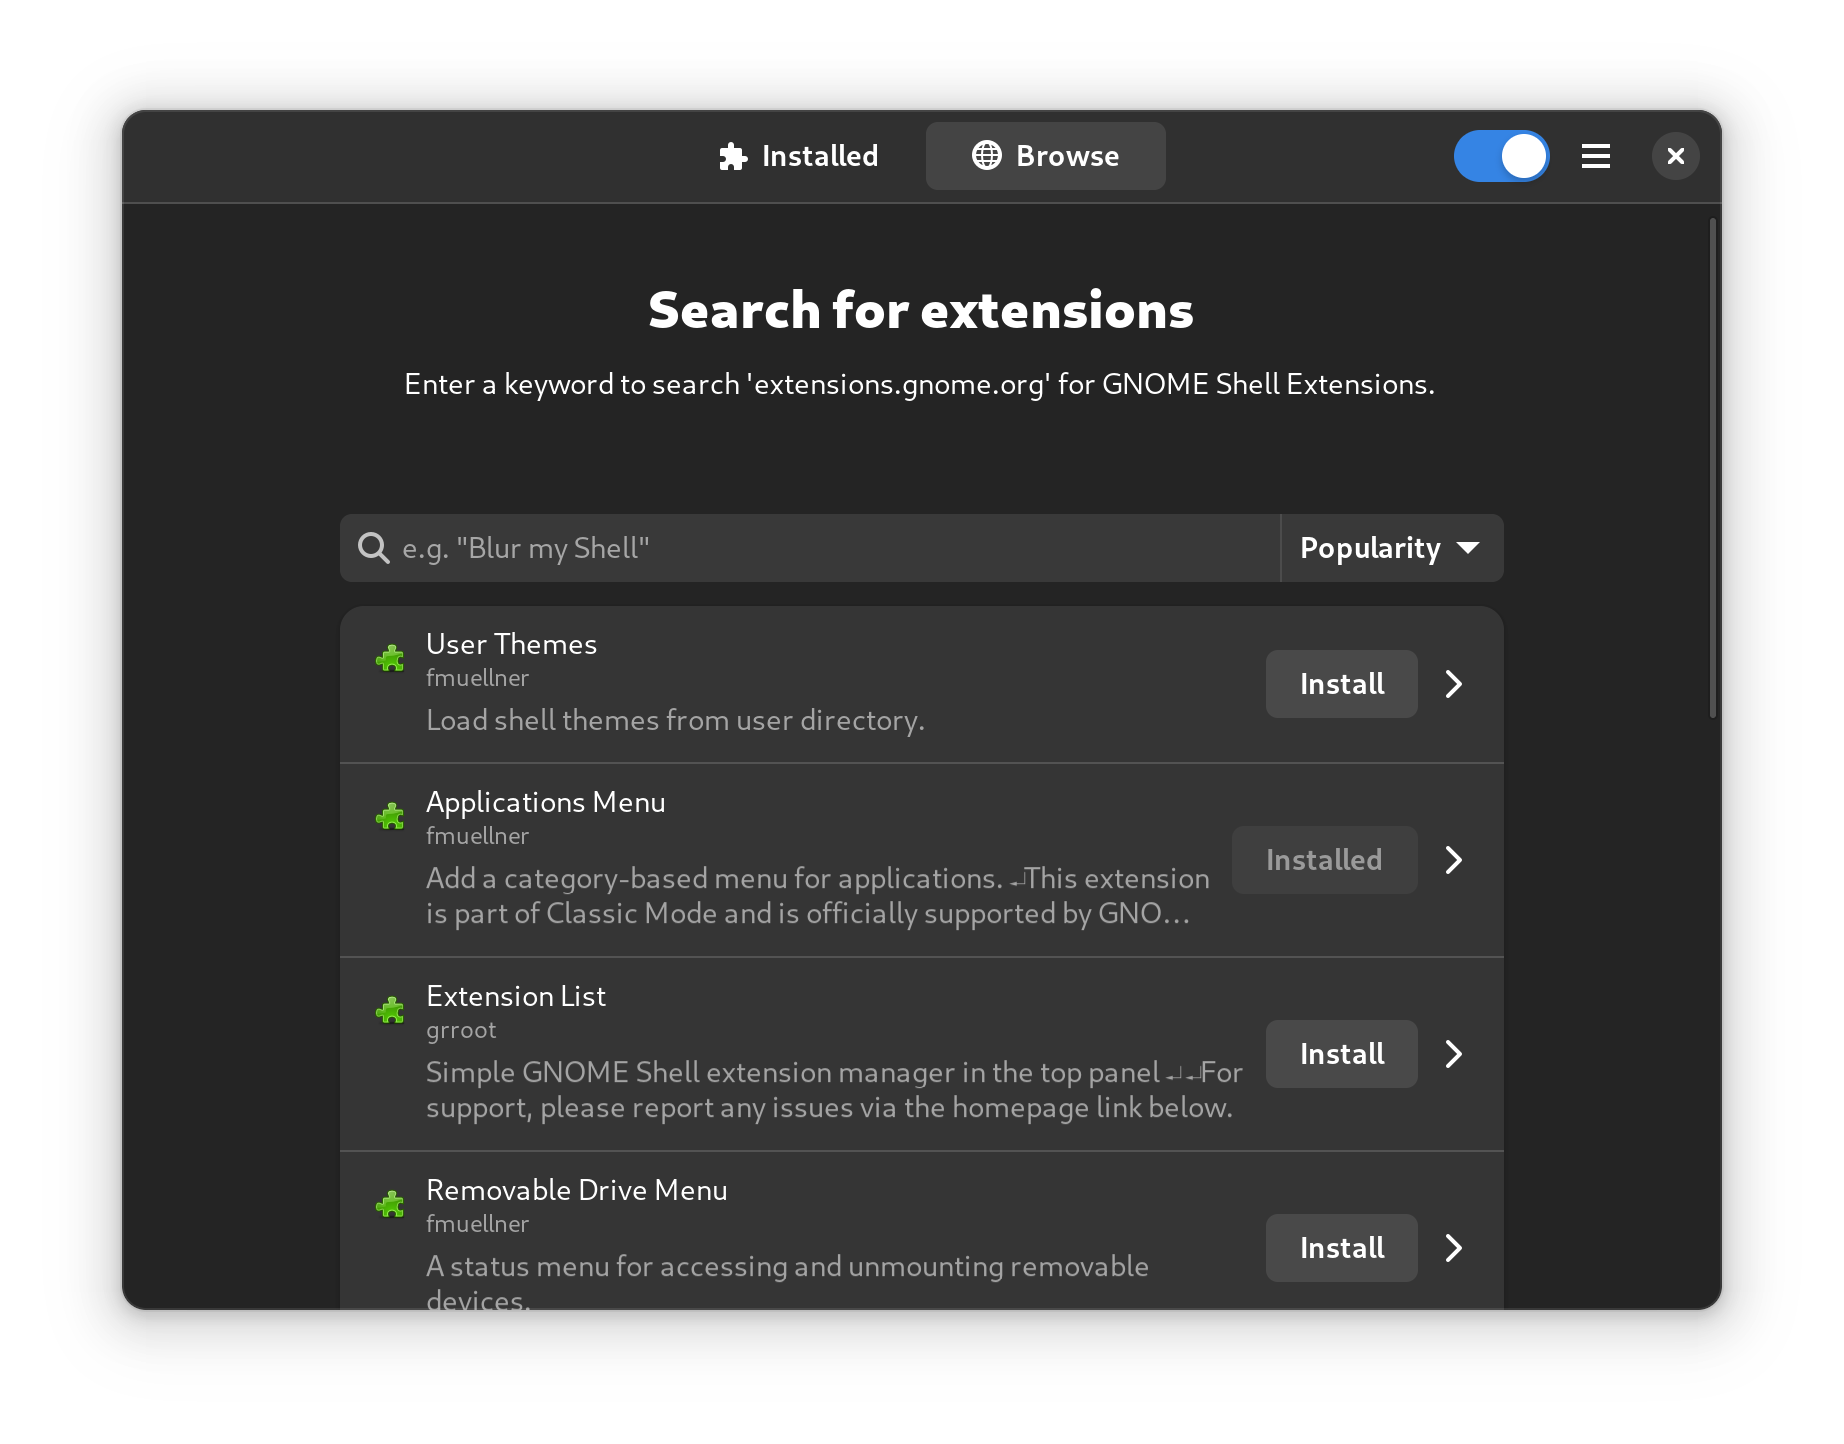 Installed
Browse
Search for extensions
Enter a keyword to search 'extensions.gnome.org' for GNOME Shell Extensions.
e.g. "Blur my Shell"
Popularity
User Themes
fmuellner
Load shell themes from user directory.
Install
Applications Menu
fmuellner
Add a category-based menu for applications. ↵This extension
is part of Classic Mode and is officially supported by GNO…
Installed
Extension List
grroot
Simple GNOME Shell extension manager in the top panel ↵↵For
support, please report any issues via the homepage link below.
Install
Removable Drive Menu
fmuellner
A status menu for accessing and unmounting removable
devices.
Install